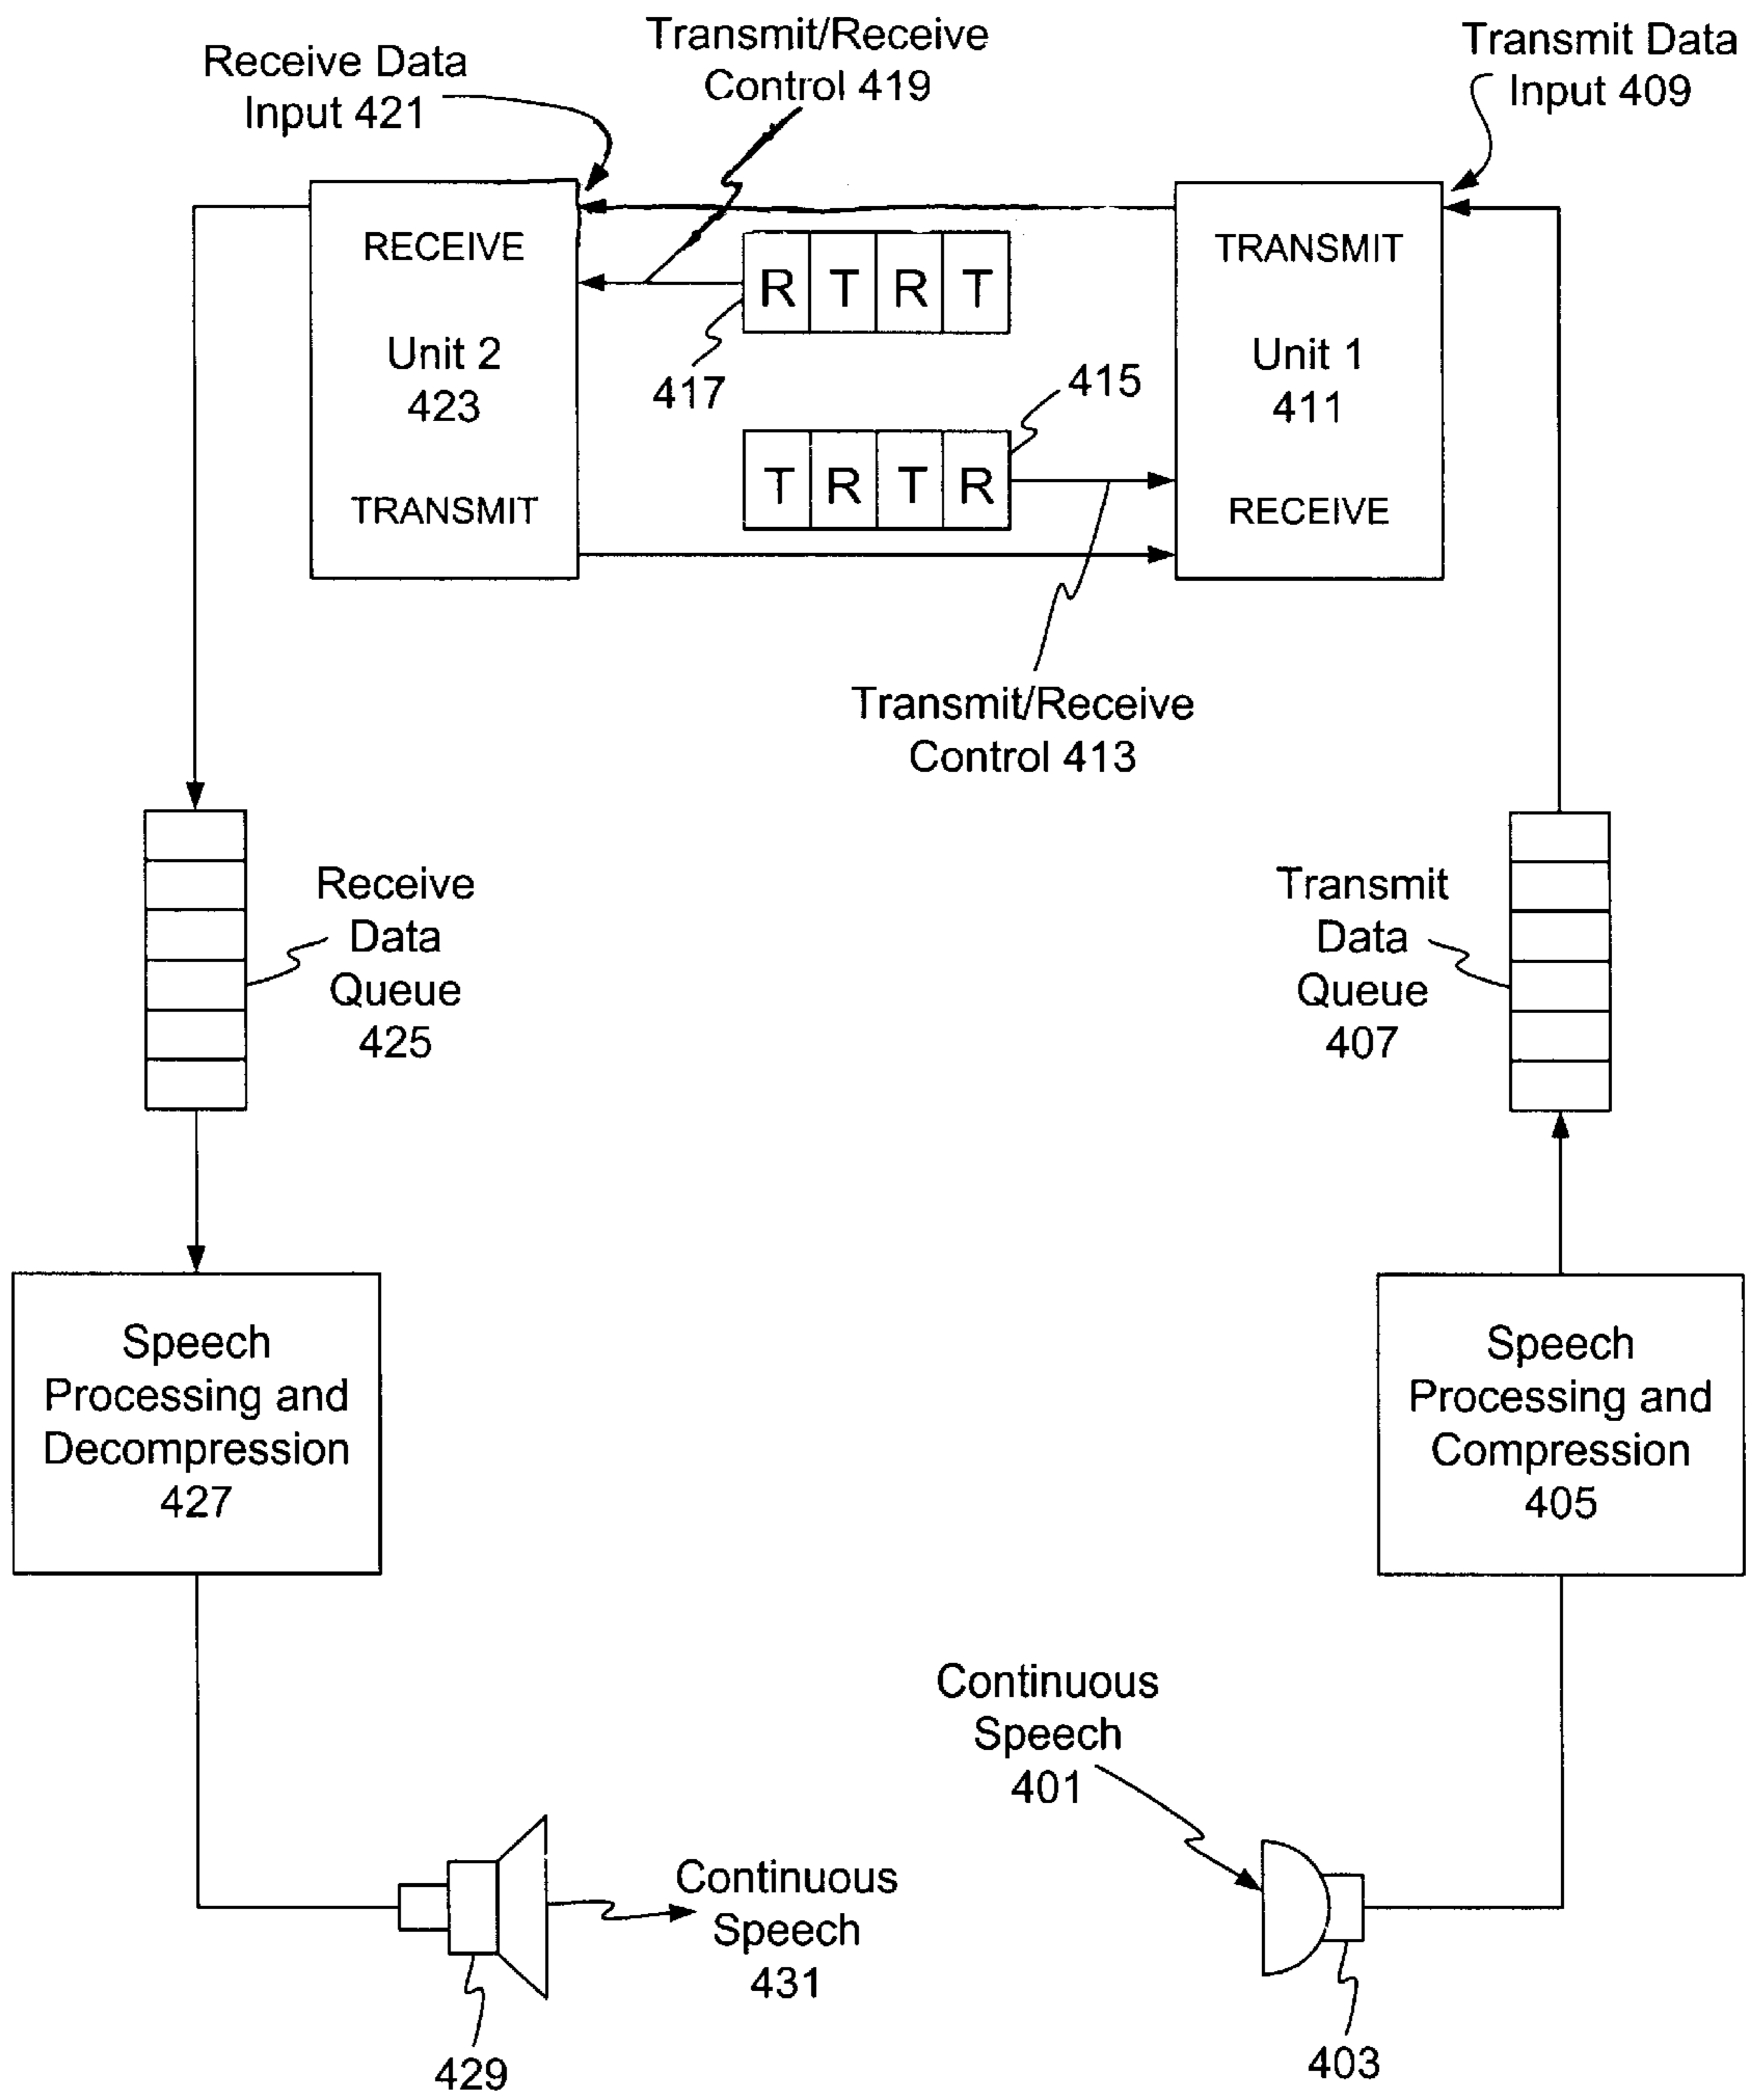 Receive Data
Input 421
Transmit/Receive
Control 419
Transmit Data
Input 409
RECEIVE
Unit 2
423
TRANSMIT
R T R T
417
415
T R T R
TRANSMIT
Unit 1
411
RECEIVE
Transmit/Receive
Control 413
Receive
Data
Queue
425
Transmit
Data
Queue
407
Speech
Processing and
Decompression
427
Speech
Processing and
Compression
405
Continuous
Speech
401
Continuous
Speech
431
429
403